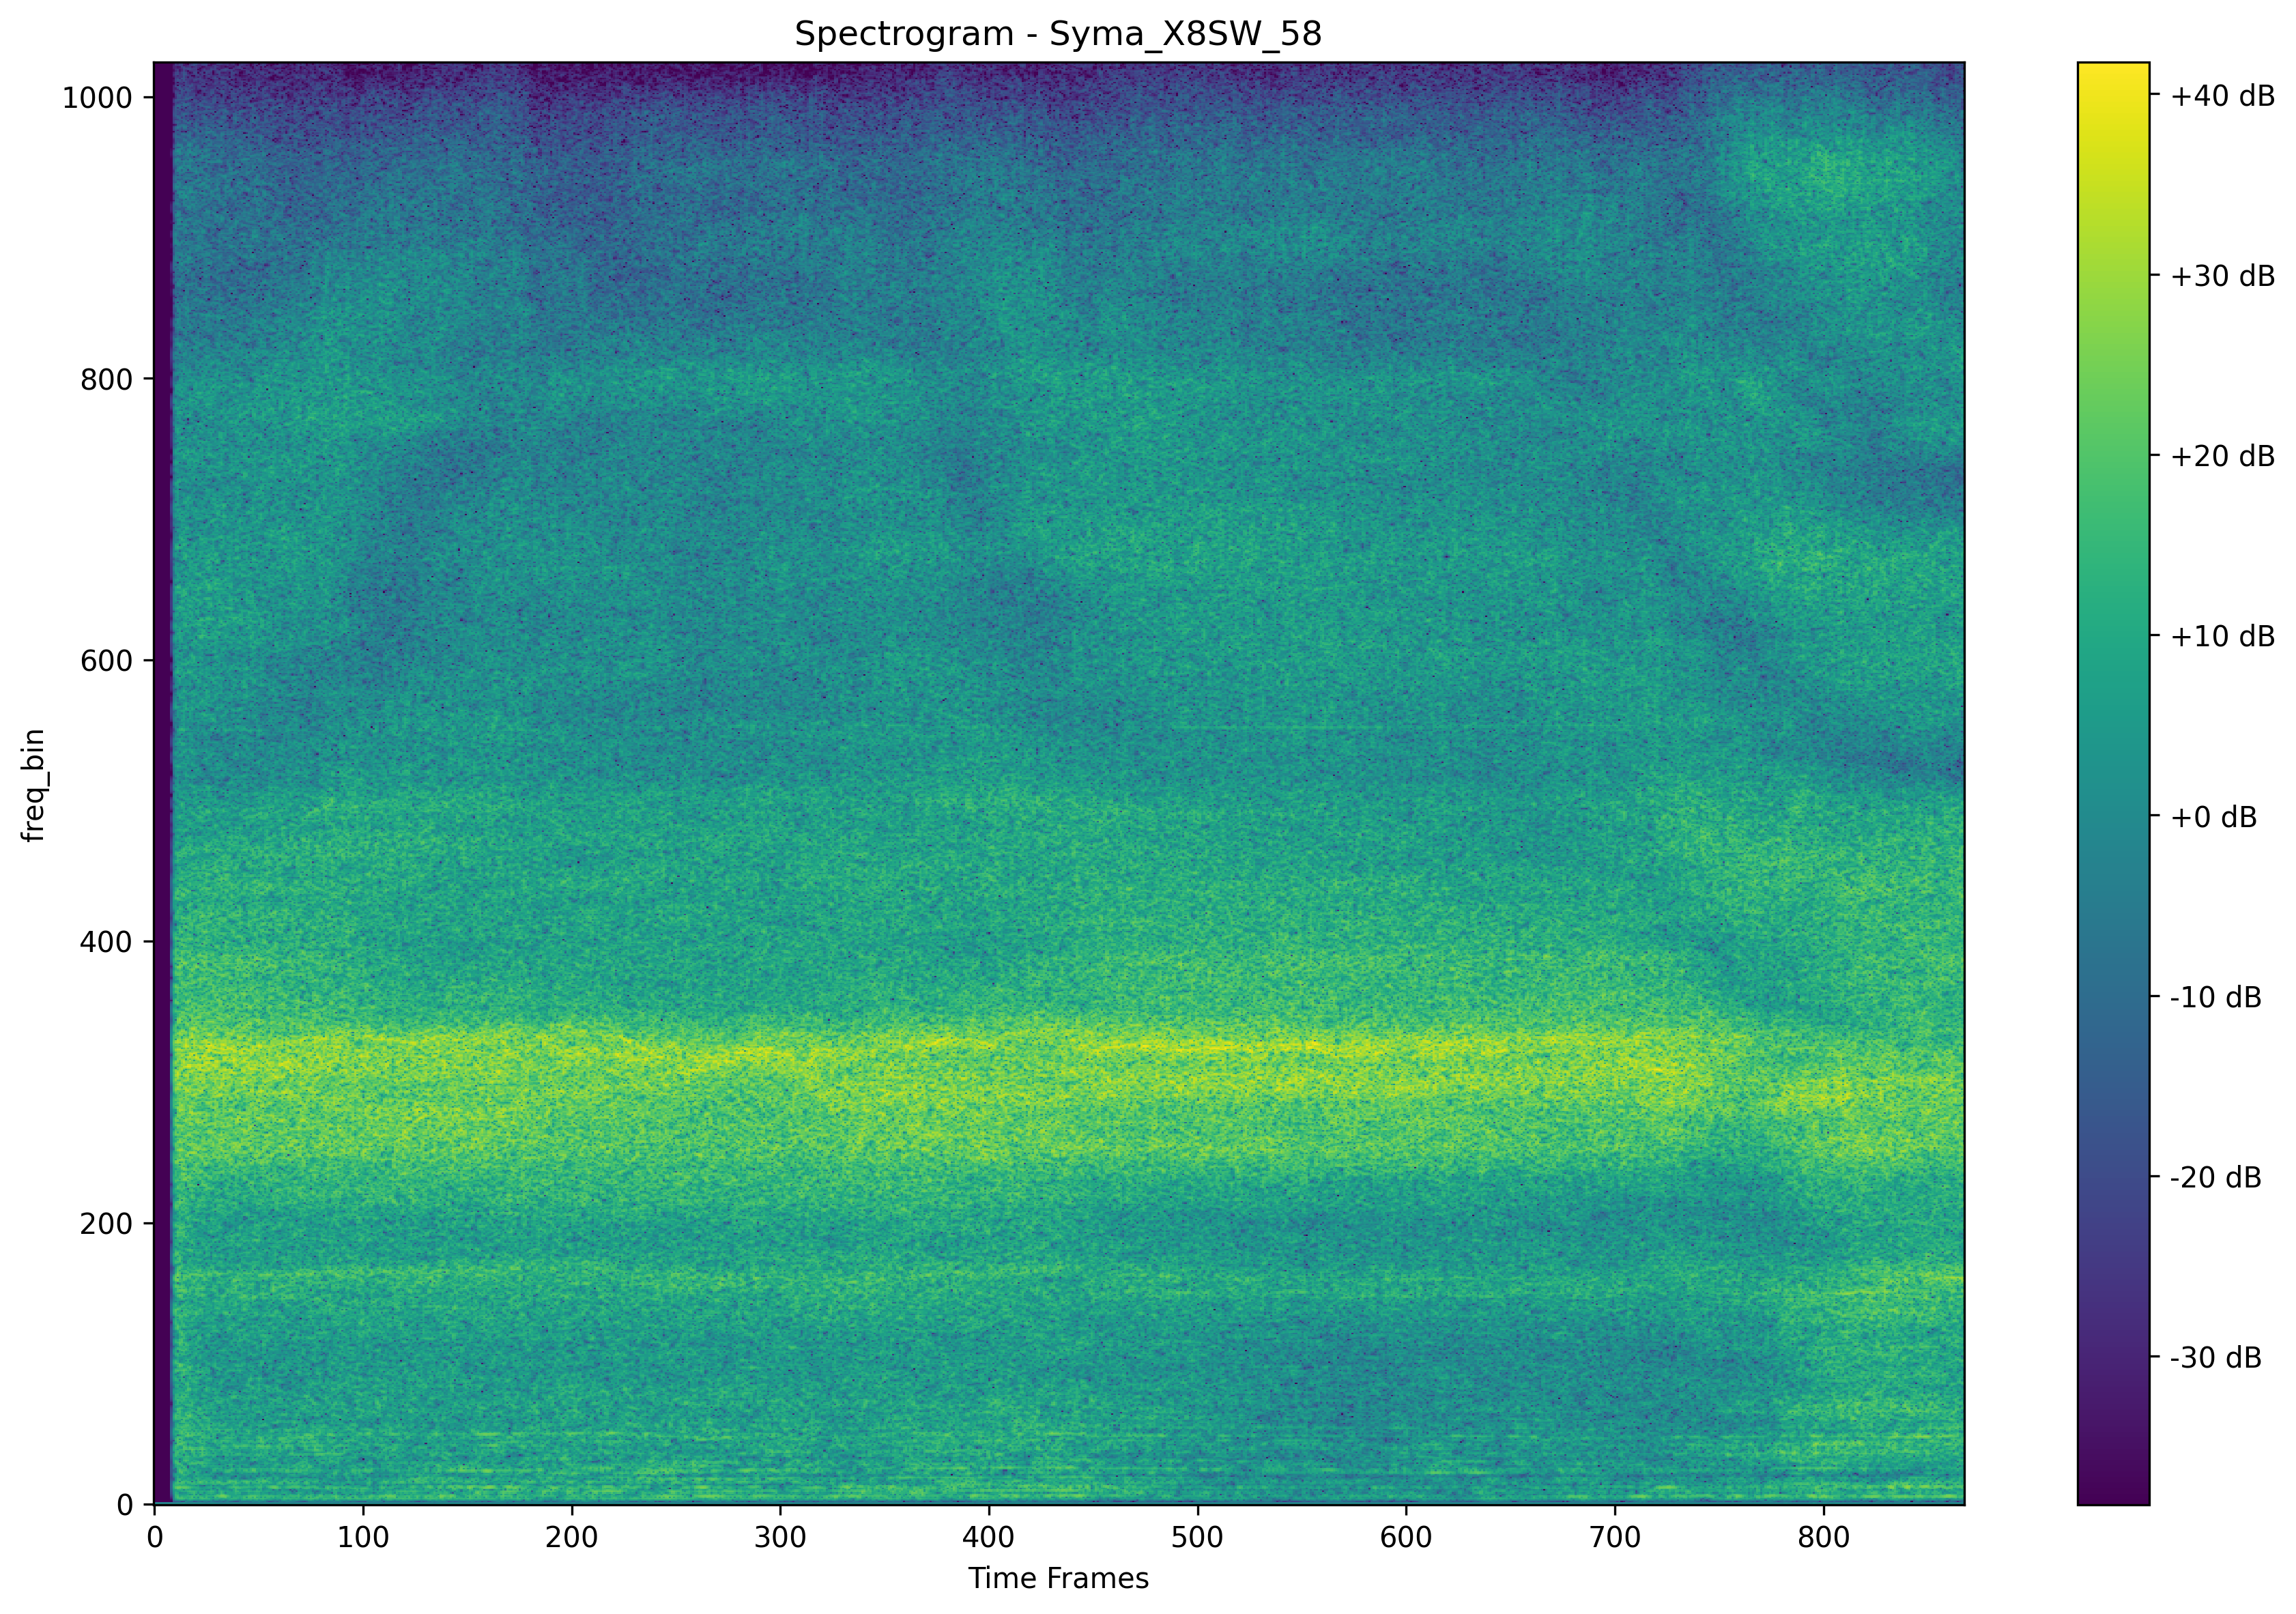 Spectrogram - Syma_X8SW_58
freq_bin
1000
800
600
400
200
0
0 100 200 300 400 500 600 700 800
Time Frames
+40 dB
+30 dB
+20 dB
+10 dB
+0 dB
-10 dB
-20 dB
-30 dB